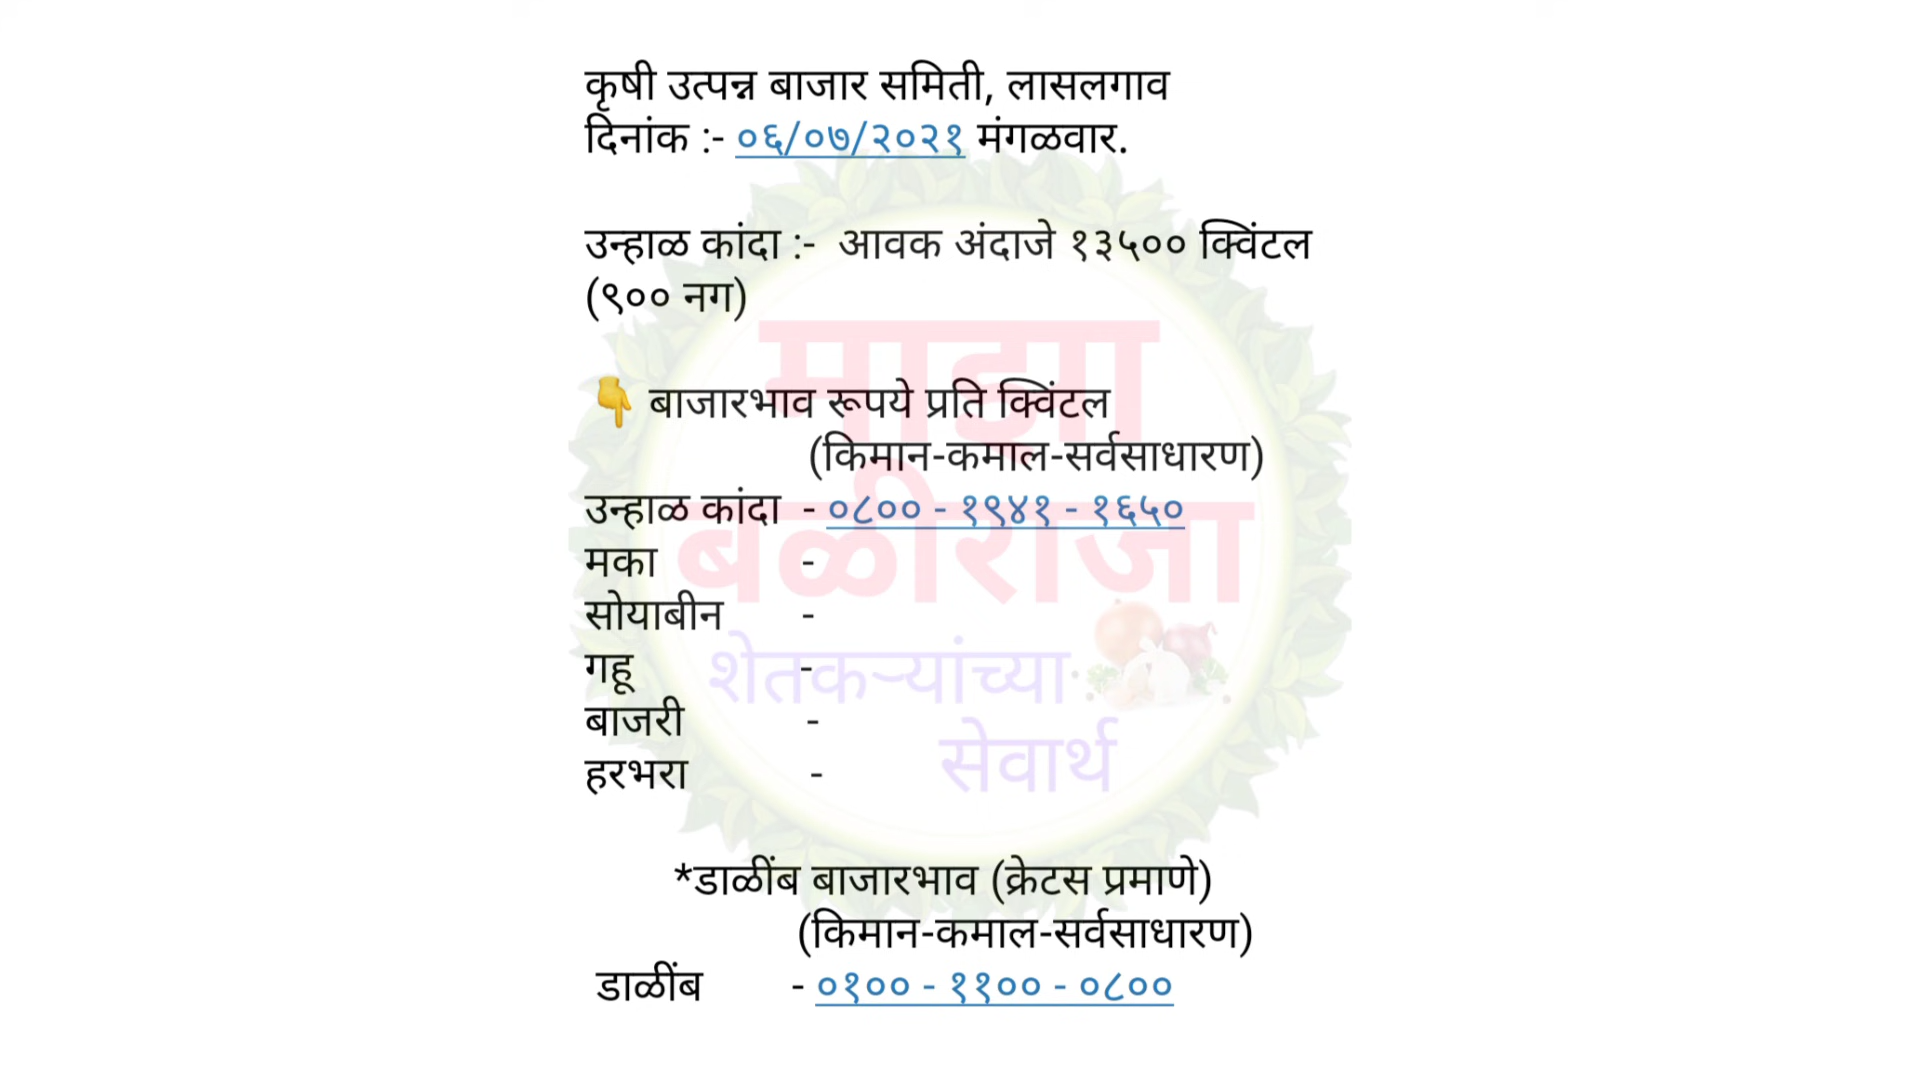 कृषी उत्पन्न बाजार समिती, लासलगाव
दिनांक :- ०६/०७/२०२१ मंगळवार.
उन्हाळ कांदा :- आवक अंदाजे १३५०० क्विंटल
(९०० नग)
👇 बाजारभाव रूपये प्रति क्विंटल
(किमान-कमाल-सर्वसाधारण)
उन्हाळ कांदा - ०८०० - १९४१ - १६५०
मका -
सोयाबीन -
गहू -
बाजरी -
हरभरा -
*डाळींब बाजारभाव (क्रेटस प्रमाणे)
(किमान-कमाल-सर्वसाधारण)
डाळींब - ०१०० - ११०० - ०८००
माझा
बळीराजा
शेतकऱ्यांच्या
सेवार्थ